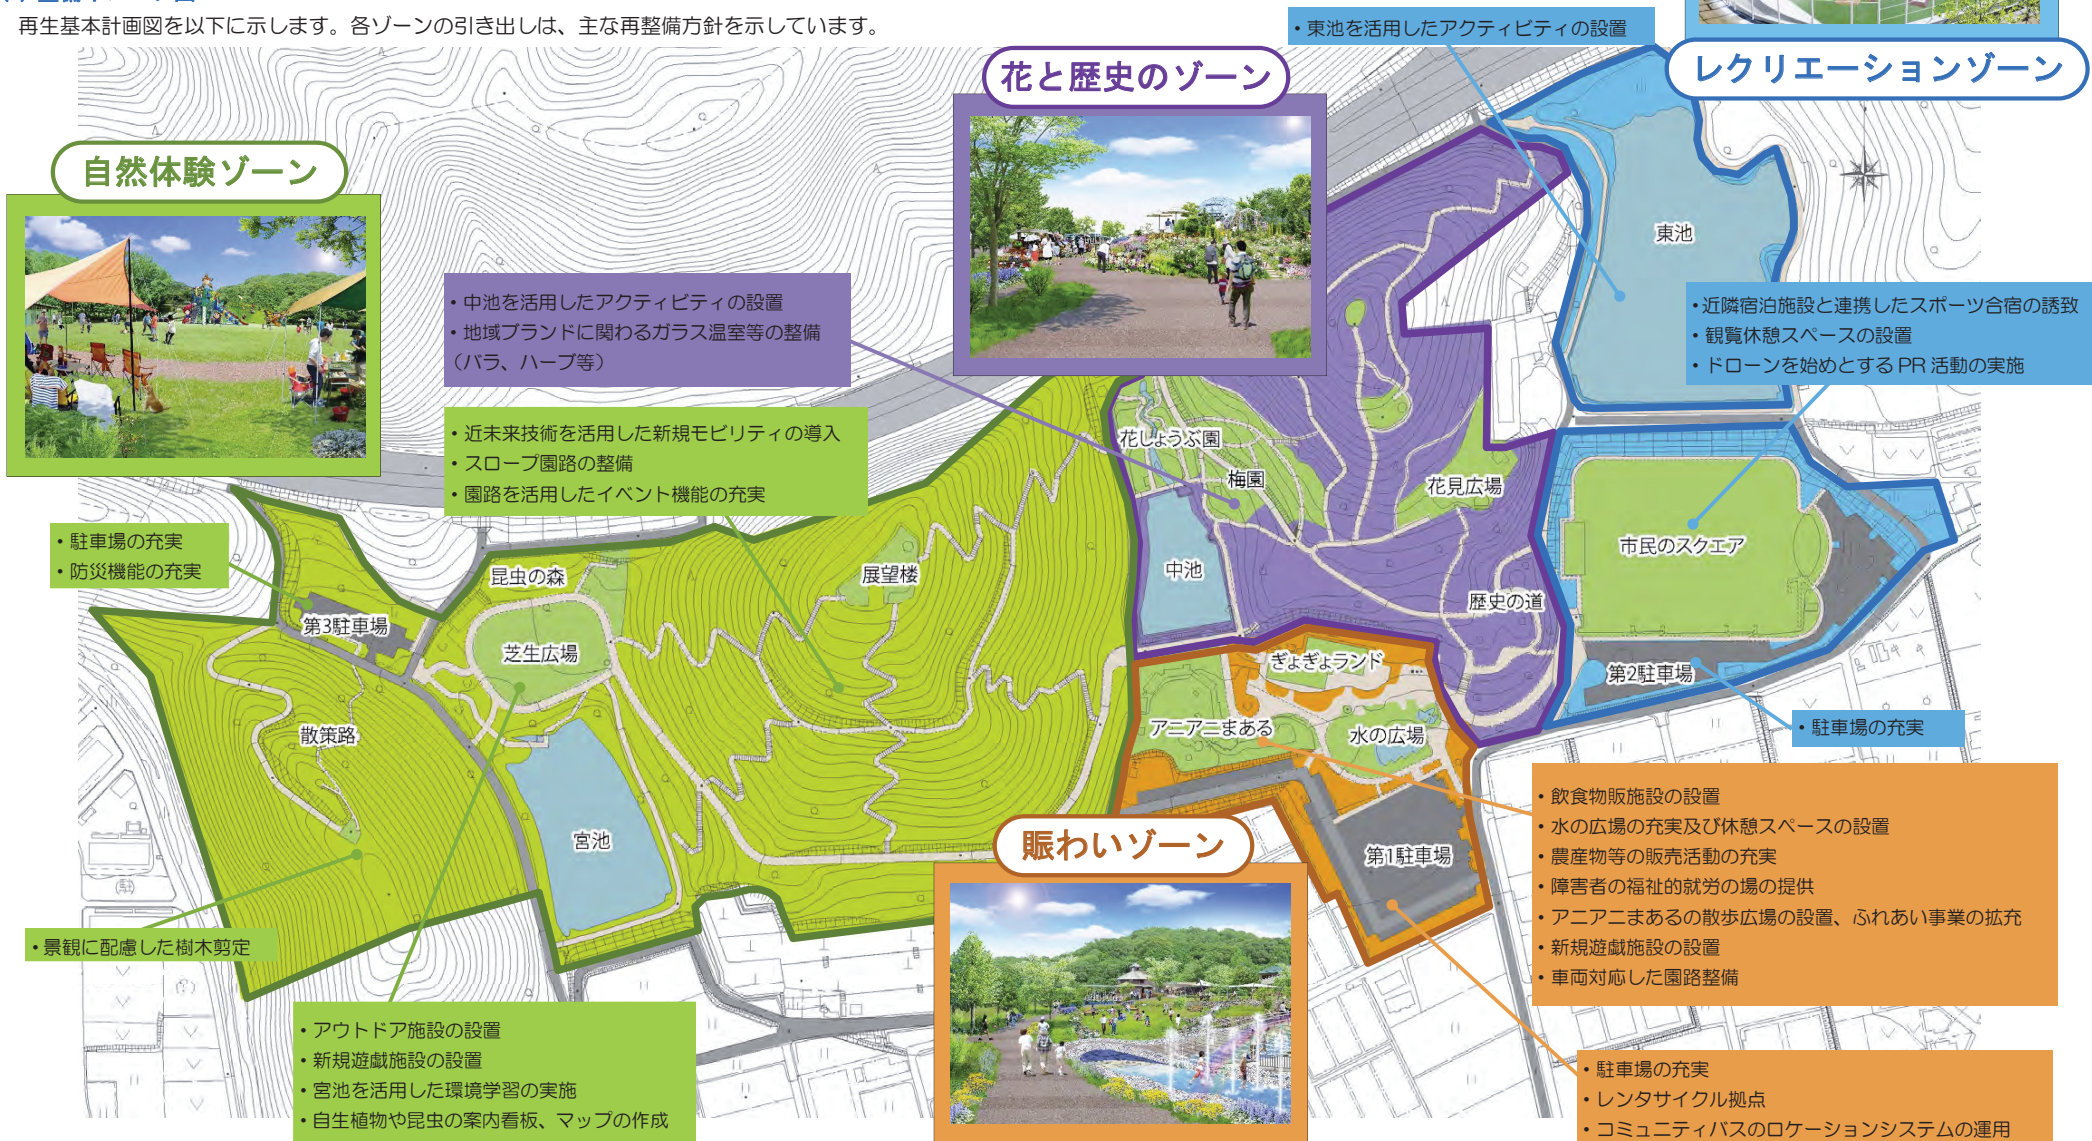 再生基本計画図を以下に示します。各ゾーンの引き出しは、主な再整備方針を示しています。
・東池を活用したアクティビティの設置
レクリエーションゾーン
花と歴史のゾーン
自然体験ゾーン
東池
・中池を活用したアクティビティの設置
・地域ブランドに関わるガラス温室等の整備
（バラ、ハーブ等）
・近隣宿泊施設と連携したスポーツ合宿の誘致
・観覧休憩スペースの設置
・ドローンを始めとする PR 活動の実施
・近未来技術を活用した新規モビリティの導入
・スロープ園路の整備
・園路を活用したイベント機能の充実
花しょうぶ園
梅園
花見広場
・駐車場の充実
・防災機能の充実
昆虫の森
展望楼
中池
市民のスクエア
歴史の道
第3駐車場
芝生広場
ぎょぎょランド
第2駐車場
散策路
アニアニまある
水の広場
・駐車場の充実
宮池
賑わいゾーン
第1駐車場
・飲食物販施設の設置
・水の広場の充実及び休憩スペースの設置
・農産物等の販売活動の充実
・障害者の福祉的就労の場の提供
・アニアニまあるの散歩広場の設置、ふれあい事業の拡充
・新規遊戯施設の設置
・車両対応した園路整備
・景観に配慮した樹木剪定
・アウトドア施設の設置
・新規遊戯施設の設置
・宮池を活用した環境学習の実施
・自生植物や昆虫の案内看板、マップの作成
・駐車場の充実
・レンタサイクル拠点
・コミュニティバスのロケーションシステムの運用